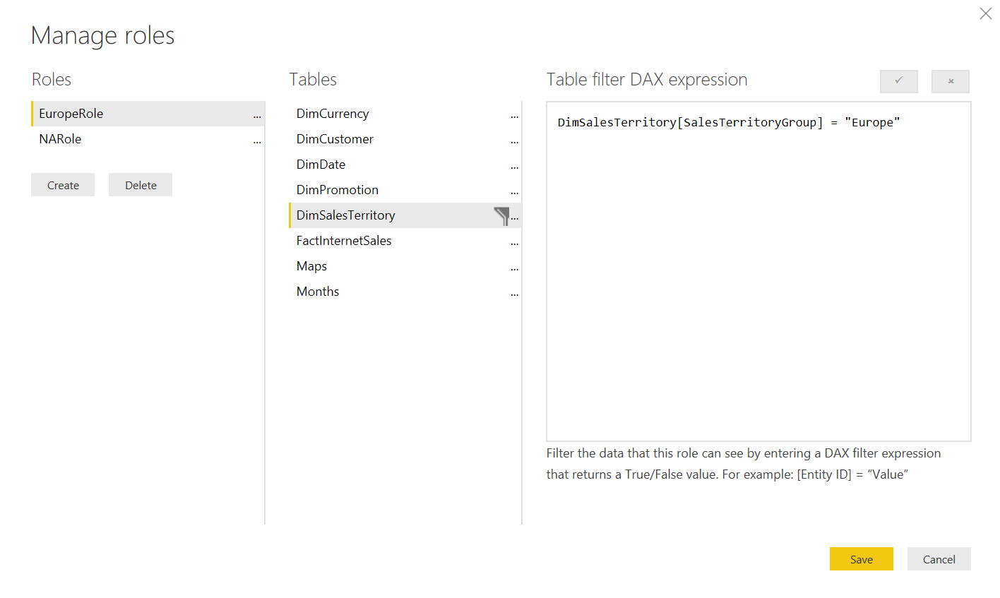 Manage roles
Roles
EuropeRole ...
NARole ...
Create Delete
Tables
DimCurrency ...
DimCustomer ...
DimDate ...
DimPromotion ...
DimSalesTerritory ...
FactInternetSales ...
Maps ...
Months ...
Table filter DAX expression
DimSalesTerritory[SalesTerritoryGroup] = "Europe"
Filter the data that this role can see by entering a DAX filter expression
that returns a True/False value. For example: [Entity ID] = “Value”
Save Cancel